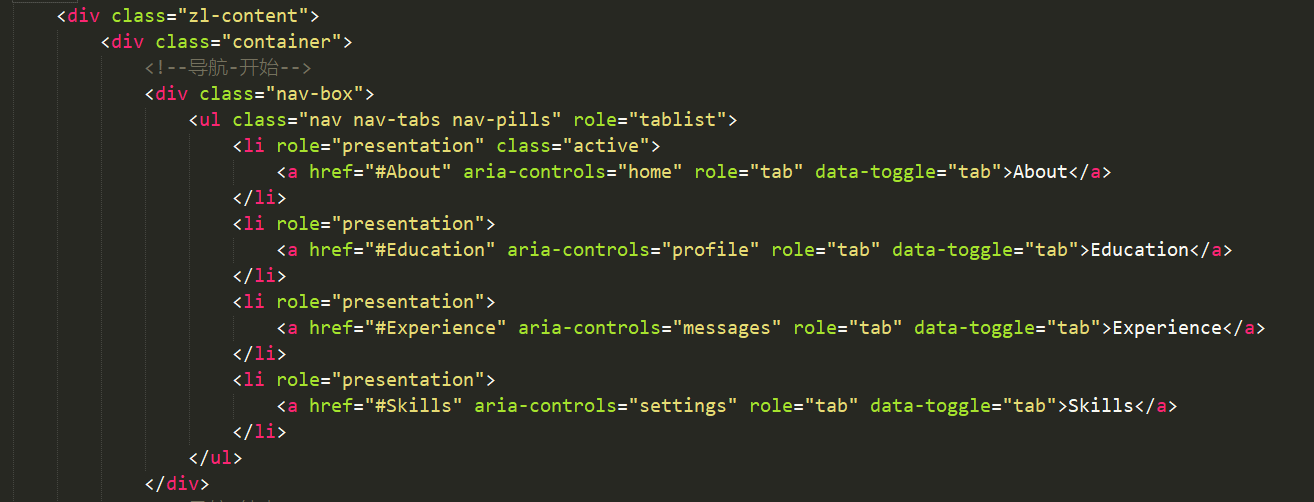 <div class="zl-content">
<div class="container">
<!--导航-开始-->
<div class="nav-box">
<ul class="nav nav-tabs nav-pills" role="tablist">
<li role="presentation" class="active">
<a href="#About" aria-controls="home" role="tab" data-toggle="tab">About</a>
</li>
<li role="presentation">
<a href="#Education" aria-controls="profile" role="tab" data-toggle="tab">Education</a>
</li>
<li role="presentation">
<a href="#Experience" aria-controls="messages" role="tab" data-toggle="tab">Experience</a>
</li>
<li role="presentation">
<a href="#Skills" aria-controls="settings" role="tab" data-toggle="tab">Skills</a>
</li>
</ul>
</div>